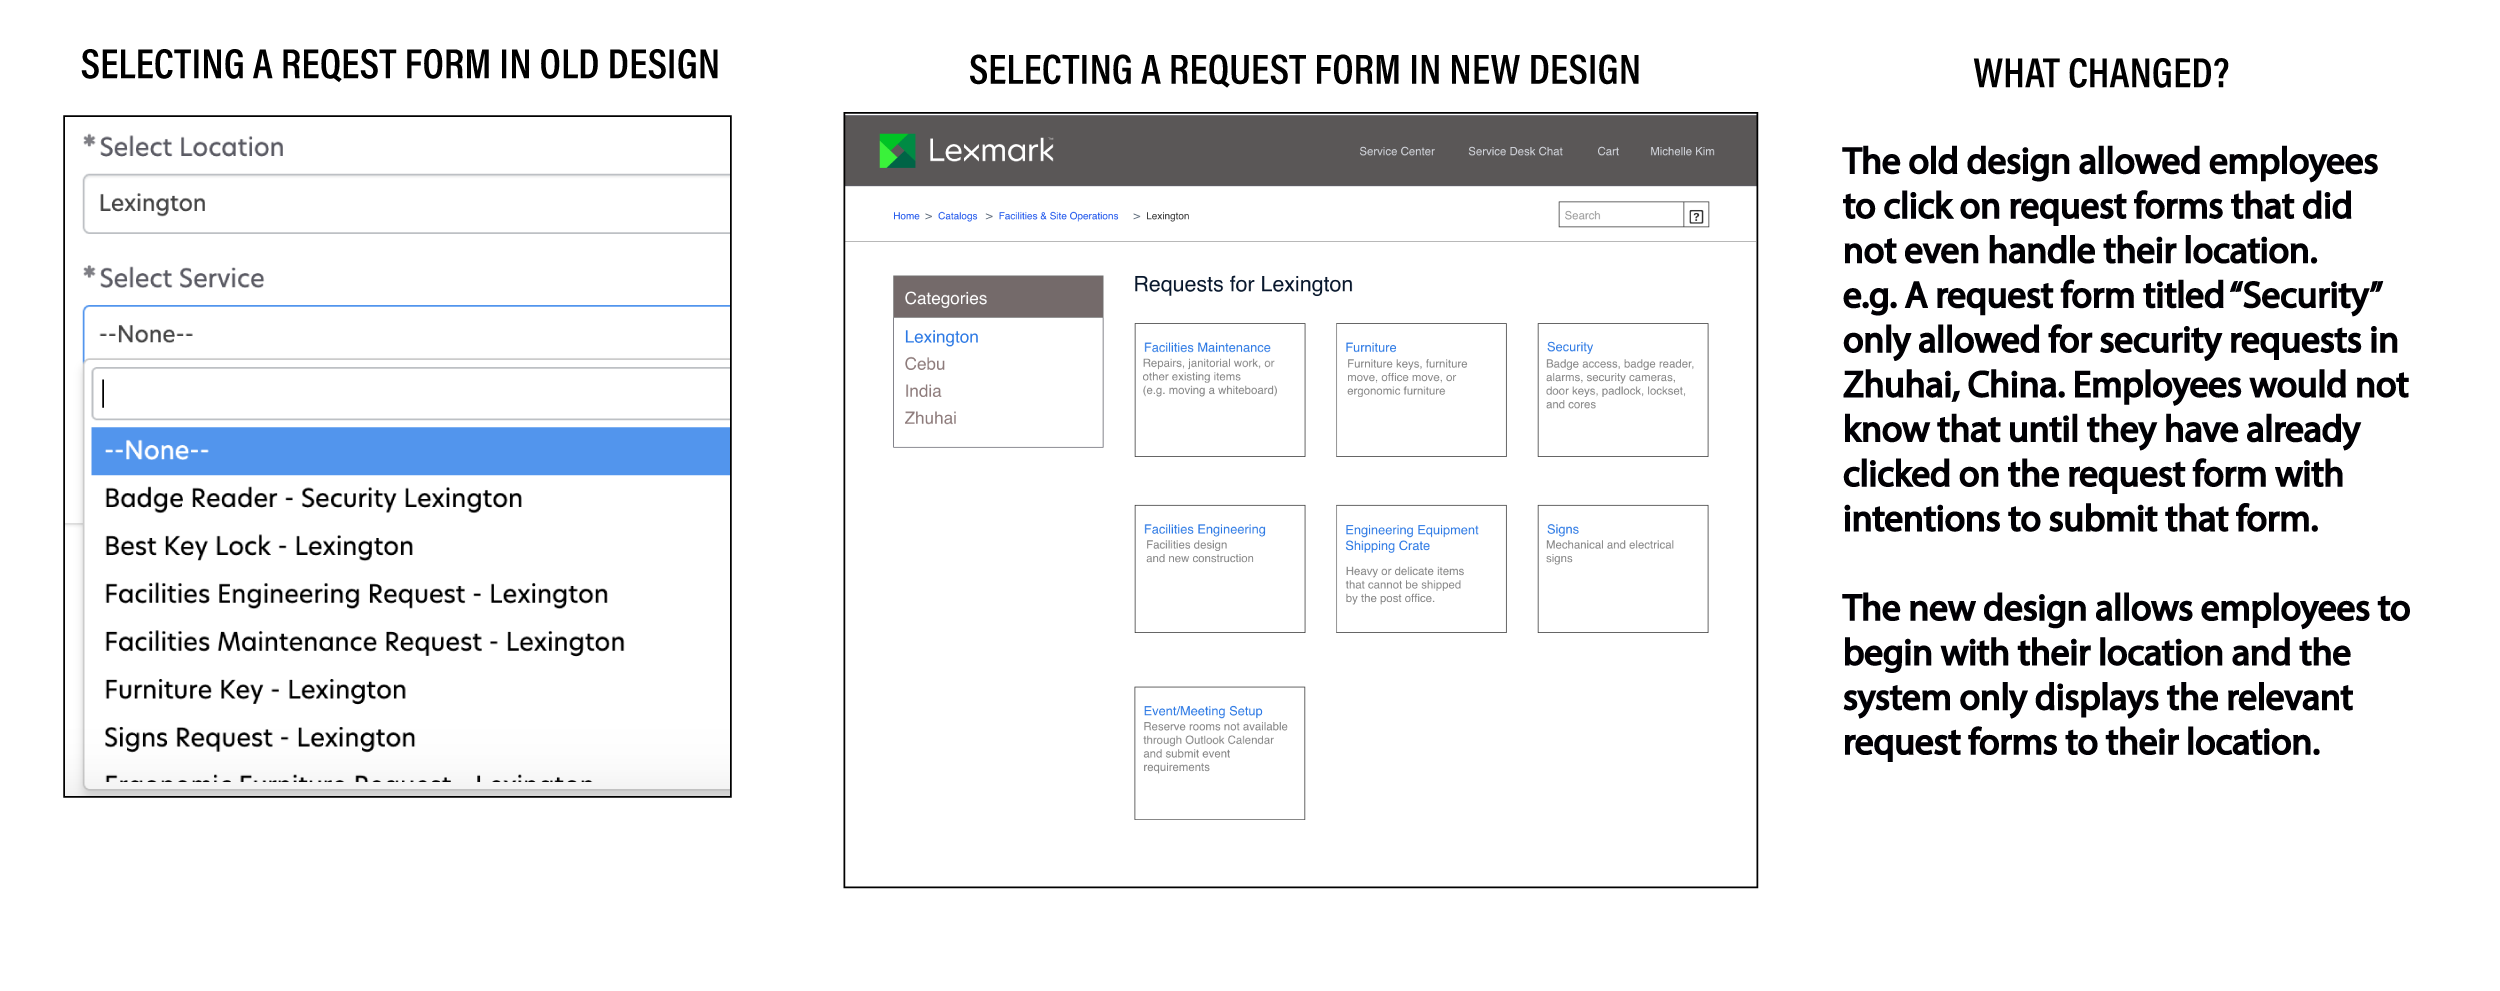 SELECTING A REQEST FORM IN OLD DESIGN
*Select Location
Lexington
*Select Service
--None--
--None--
Badge Reader - Security Lexington
Best Key Lock - Lexington
Facilities Engineering Request - Lexington
Facilities Maintenance Request - Lexington
Furniture Key - Lexington
Signs Request - Lexington
Ergonomic Furniture Request - Lexington
SELECTING A REQUEST FORM IN NEW DESIGN
Lexmark™
Service Center Service Desk Chat Cart Michelle Kim
Home > Catalogs > Facilities & Site Operations > Lexington
Search ?
Categories
Lexington
Cebu
India
Zhuhai
Requests for Lexington
Facilities Maintenance
Repairs, janitorial work, or
other existing items
(e.g. moving a whiteboard)
Furniture
Furniture keys, furniture
move, office move, or
ergonomic furniture
Security
Badge access, badge reader,
alarms, security cameras,
door keys, padlock, lockset,
and cores
Facilities Engineering
Facilities design
and new construction
Engineering Equipment
Shipping Crate
Heavy or delicate items
that cannot be shipped
by the post office.
Signs
Mechanical and electrical
signs
Event/Meeting Setup
Reserve rooms not available
through Outlook Calendar
and submit event
requirements
WHAT CHANGED?
The old design allowed employees
to click on request forms that did
not even handle their location.
e.g. A request form titled “Security”
only allowed for security requests in
Zhuhai, China. Employees would not
know that until they have already
clicked on the request form with
intentions to submit that form.
The new design allows employees to
begin with their location and the
system only displays the relevant
request forms to their location.